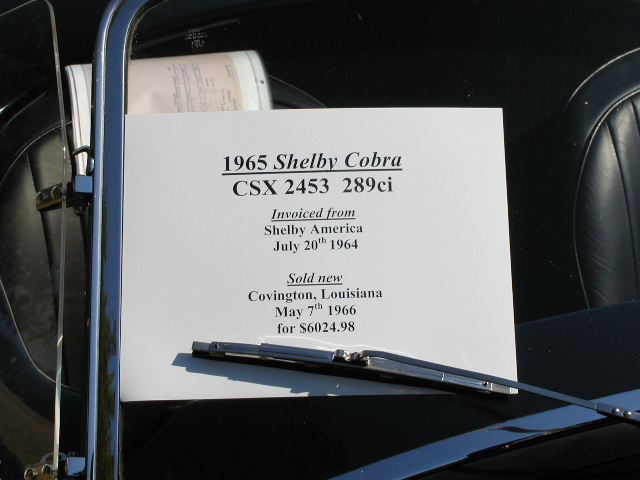 1965 Shelby Cobra
CSX 2453 289ci
Invoiced from
Shelby America
July 20th 1964
Sold new
Covington, Louisiana
May 7th 1966
for $6024.98